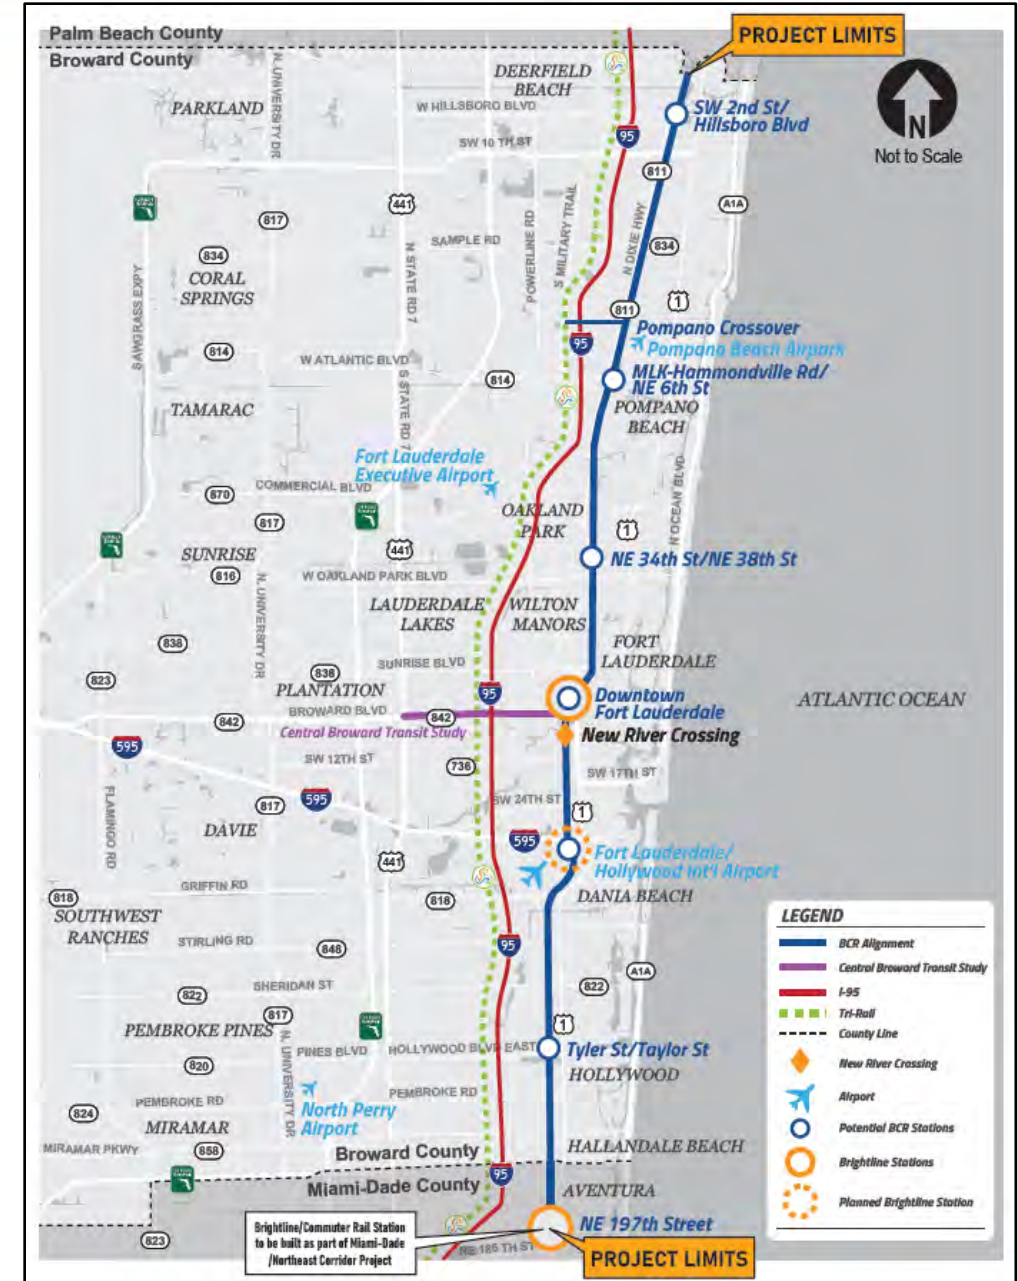 Palm Beach County
Broward County
PROJECT LIMITS
N
Not to Scale
DEERFIELD
BEACH
PARKLAND
N. UNIVERSITY DR
W HILLSBORO BLVD
SW 10 TH ST
95
SW 2nd St/
Hillsboro Blvd
811
A1A
441
817
834
CORAL
SPRINGS
SAMPLE RD
POWERLINE RD
S MILITARY TRAIL
N DIXIE HWY
834
N STATE RD 7
SAWGRASS EXPY
1
811
Pompano Crossover
95
Pompano Beach Airpark
814
W ATLANTIC BLVD
814
MLK-Hammondville Rd/
NE 6th St
POMPANO
BEACH
TAMARAC
S STATE RD 7
Fort Lauderdale
Executive Airport
870
COMMERCIAL BLVD
817
N OCEAN BLVD
OAKLAND
PARK
1
SUNRISE
441
NE 34th St/NE 38th St
816
W OAKLAND PARK BLVD
N. UNIVERSITY DR
LAUDERDALE
LAKES
WILTON
MANORS
838
FORT
LAUDERDALE
823
838
SUNRISE BLVD
PLANTATION
95
Downtown
Fort Lauderdale
ATLANTIC OCEAN
842
BROWARD BLVD
842
Central Broward Transit Study
New River Crossing
595
SW 12TH ST
736
SW 17TH ST
FLAMINGO RD
817
595
SW 24TH ST
1
DAVIE
595
441
Fort Lauderdale/
Hollywood Int'l Airport
818
GRIFFIN RD
818
DANIA BEACH
SOUTHWEST
RANCHES
STIRLING RD
848
95
A1A
822
SHERIDAN ST
822
817
PEMBROKE PINES
1
N. UNIVERSITY DR
PINES BLVD
HOLLYWOOD BLVD EAST
Tyler St/Taylor St
HOLLYWOOD
820
PEMBROKE RD
PEMBROKE RD
824
North Perry
Airport
MIRAMAR
MIRAMAR PKWY
858
HALLANDALE BEACH
Broward County
Miami-Dade County
95
AVENTURA
823
Brightline/Commuter Rail Station
to be built as part of Miami-Dade
/Northeast Corridor Project
NE 197th Street
NE 186 TH ST
PROJECT LIMITS
LEGEND
BCR Alignment
Central Broward Transit Study
I-95
Tri-Rail
County Line
New River Crossing
Airport
Potential BCR Stations
Brightline Stations
Planned Brightline Station